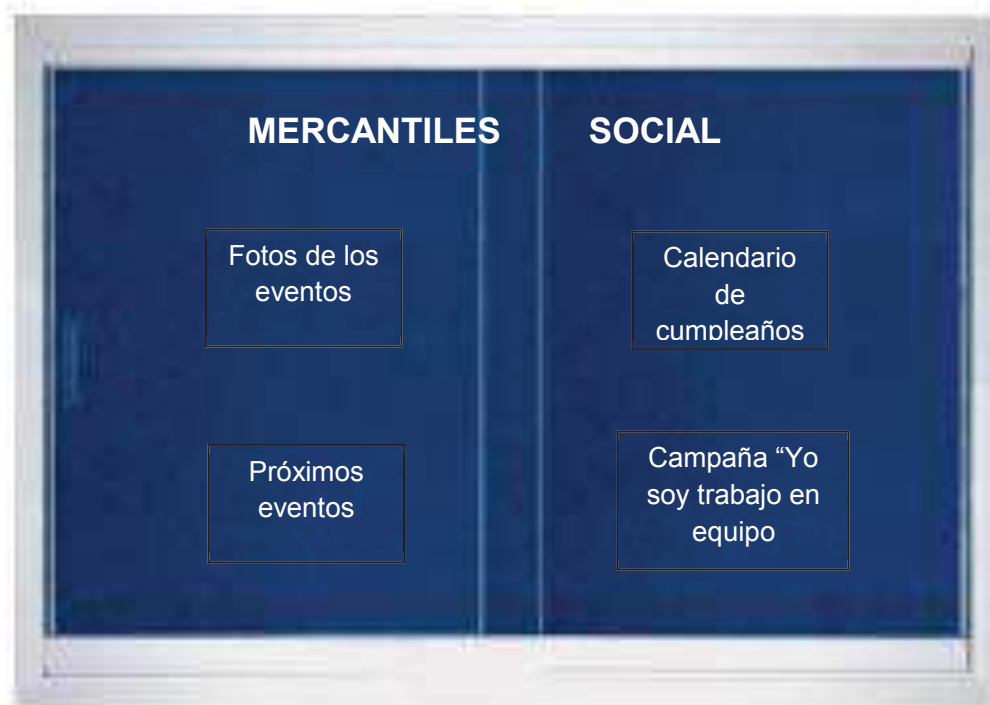 MERCANTILES SOCIAL
Fotos de los
eventos
Calendario
de
cumpleaños
Próximos
eventos
Campaña “Yo
soy trabajo en
equipo